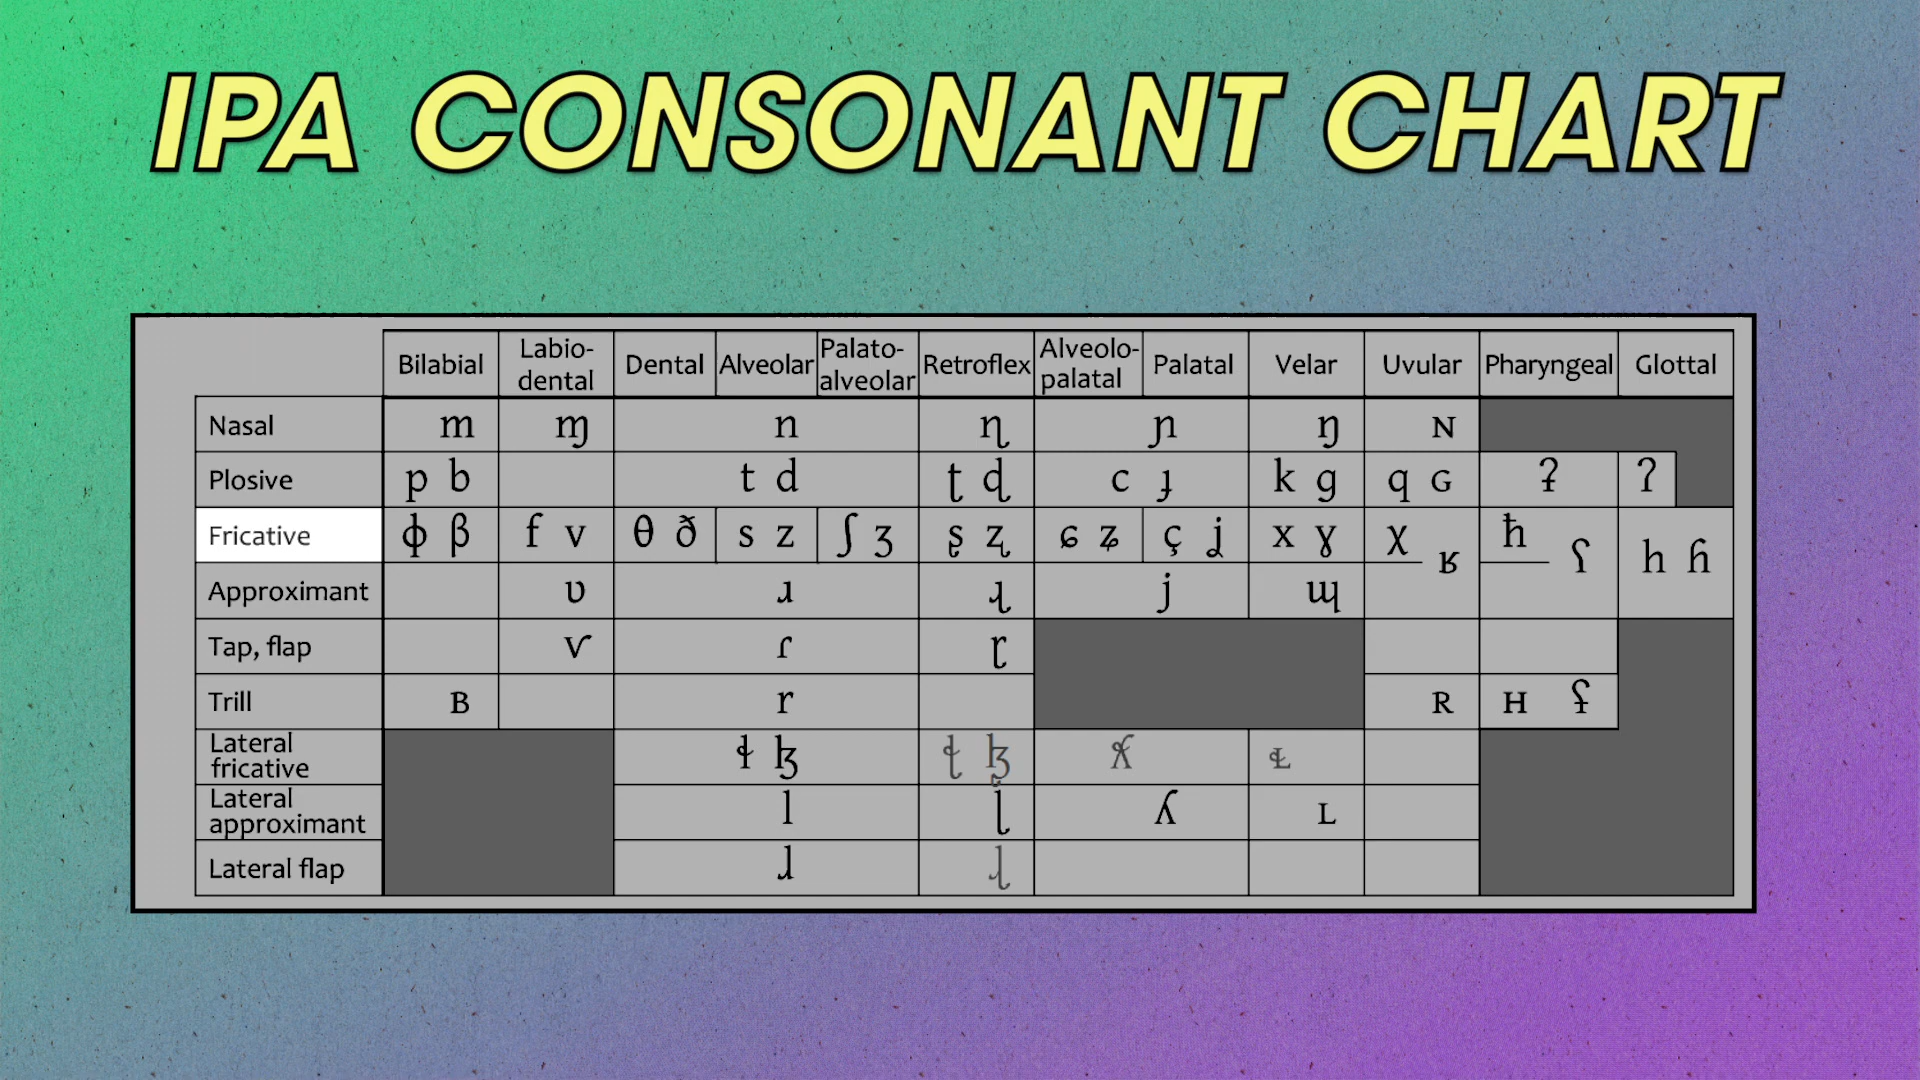 IPA CONSONANT CHART
Bilabial Labio-dental Dental Alveolar Palato-alveolar Retroflex Alveolo-palatal Palatal Velar Uvular Pharyngeal Glottal
Nasal m ɱ n ɳ ɲ ŋ ɴ
Plosive p b t d ʈ ɖ c ɟ k ɡ q ɢ ʡ ʔ
Fricative ɸ β f v θ ð s z ʃ ʒ ʂ ʐ ɕ ʑ ç ʝ x ɣ χ ʁ ħ ʕ h ɦ
Approximant ʋ ɹ ɻ j ɰ
Tap, flap ⱱ ɾ ɽ
Trill ʙ r ʀ ʜ ʢ
Lateral fricative ɬ ɮ ꞎ 𝼅 𝼆 𝼄
Lateral approximant l ɭ ʎ ʟ
Lateral flap ɺ 𝼈